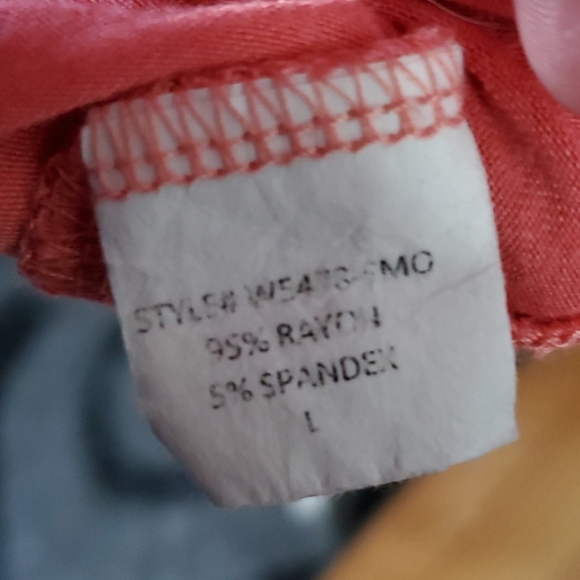 STYLE#
95% RAYON
5% SPANDEX
L